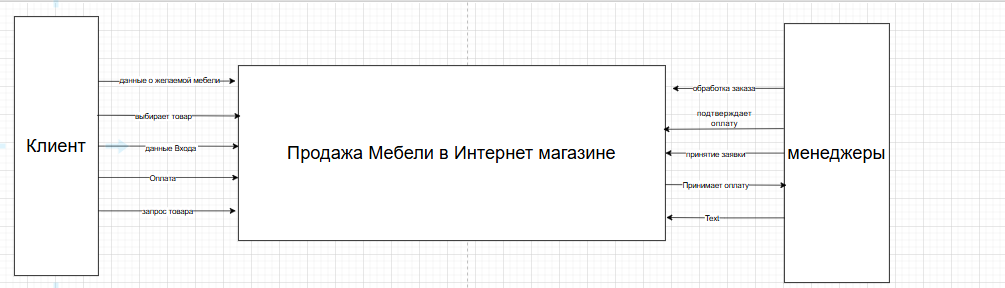 Клиент
данные о желаемой мебели
выбирает товар
данные Входа
Оплата
запрос товара
Продажа Мебели в Интернет магазине
обработка заказа
подтверждает
оплату
принятие заявки
Принимает оплату
Text
менеджеры